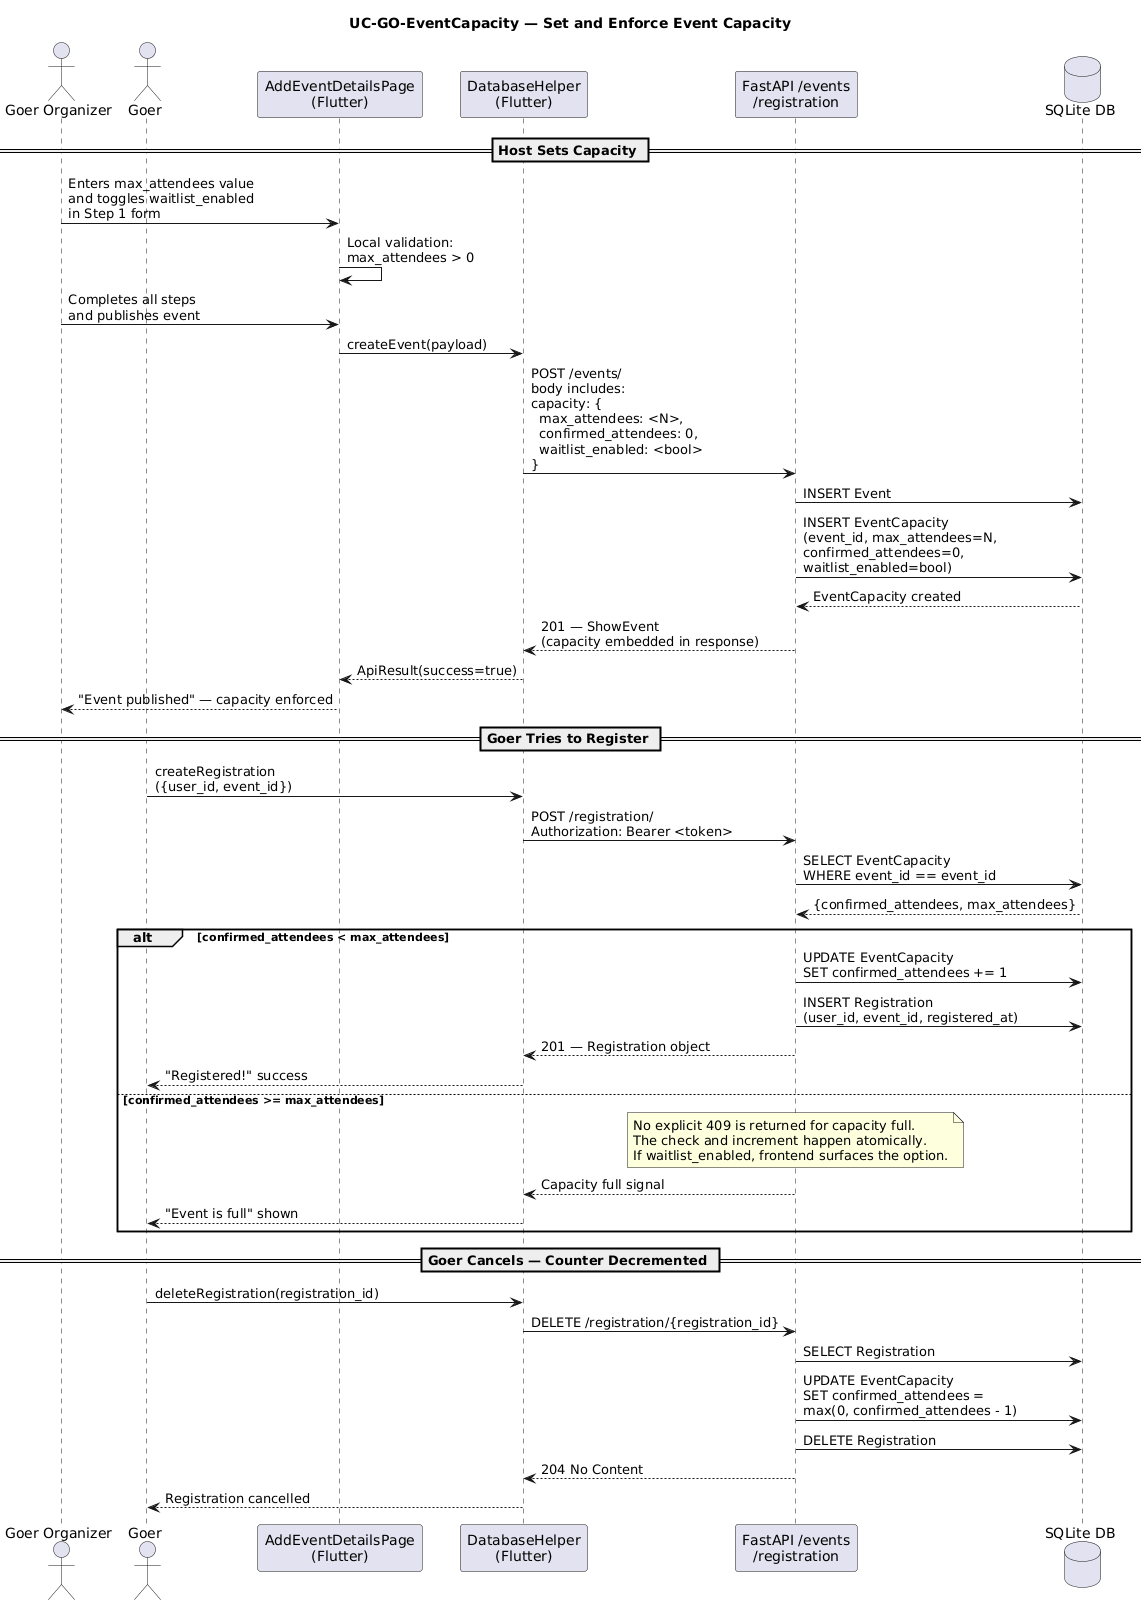 UC-GO-EventCapacity — Set and Enforce Event Capacity
Goer Organizer
Goer
AddEventDetailsPage
(Flutter)
DatabaseHelper
(Flutter)
FastAPI /events
/registration
SQLite DB
Host Sets Capacity
Enters max_attendees value
and toggles waitlist_enabled
in Step 1 form
Local validation:
max_attendees > 0
Completes all steps
and publishes event
createEvent(payload)
POST /events/
body includes:
capacity: {
  max_attendees: <N>,
  confirmed_attendees: 0,
  waitlist_enabled: <bool>
}
INSERT Event
INSERT EventCapacity
(event_id, max_attendees=N,
confirmed_attendees=0,
waitlist_enabled=bool)
EventCapacity created
201 — ShowEvent
(capacity embedded in response)
ApiResult(success=true)
"Event published" — capacity enforced
Goer Tries to Register
createRegistration
({user_id, event_id})
POST /registration/
Authorization: Bearer <token>
SELECT EventCapacity
WHERE event_id == event_id
{confirmed_attendees, max_attendees}
alt [confirmed_attendees < max_attendees]
UPDATE EventCapacity
SET confirmed_attendees += 1
INSERT Registration
(user_id, event_id, registered_at)
201 — Registration object
"Registered!" success
[confirmed_attendees >= max_attendees]
No explicit 409 is returned for capacity full.
The check and increment happen atomically.
If waitlist_enabled, frontend surfaces the option.
Capacity full signal
"Event is full" shown
Goer Cancels — Counter Decremented
deleteRegistration(registration_id)
DELETE /registration/{registration_id}
SELECT Registration
UPDATE EventCapacity
SET confirmed_attendees =
max(0, confirmed_attendees - 1)
DELETE Registration
204 No Content
Registration cancelled
Goer Organizer
Goer
AddEventDetailsPage
(Flutter)
DatabaseHelper
(Flutter)
FastAPI /events
/registration
SQLite DB